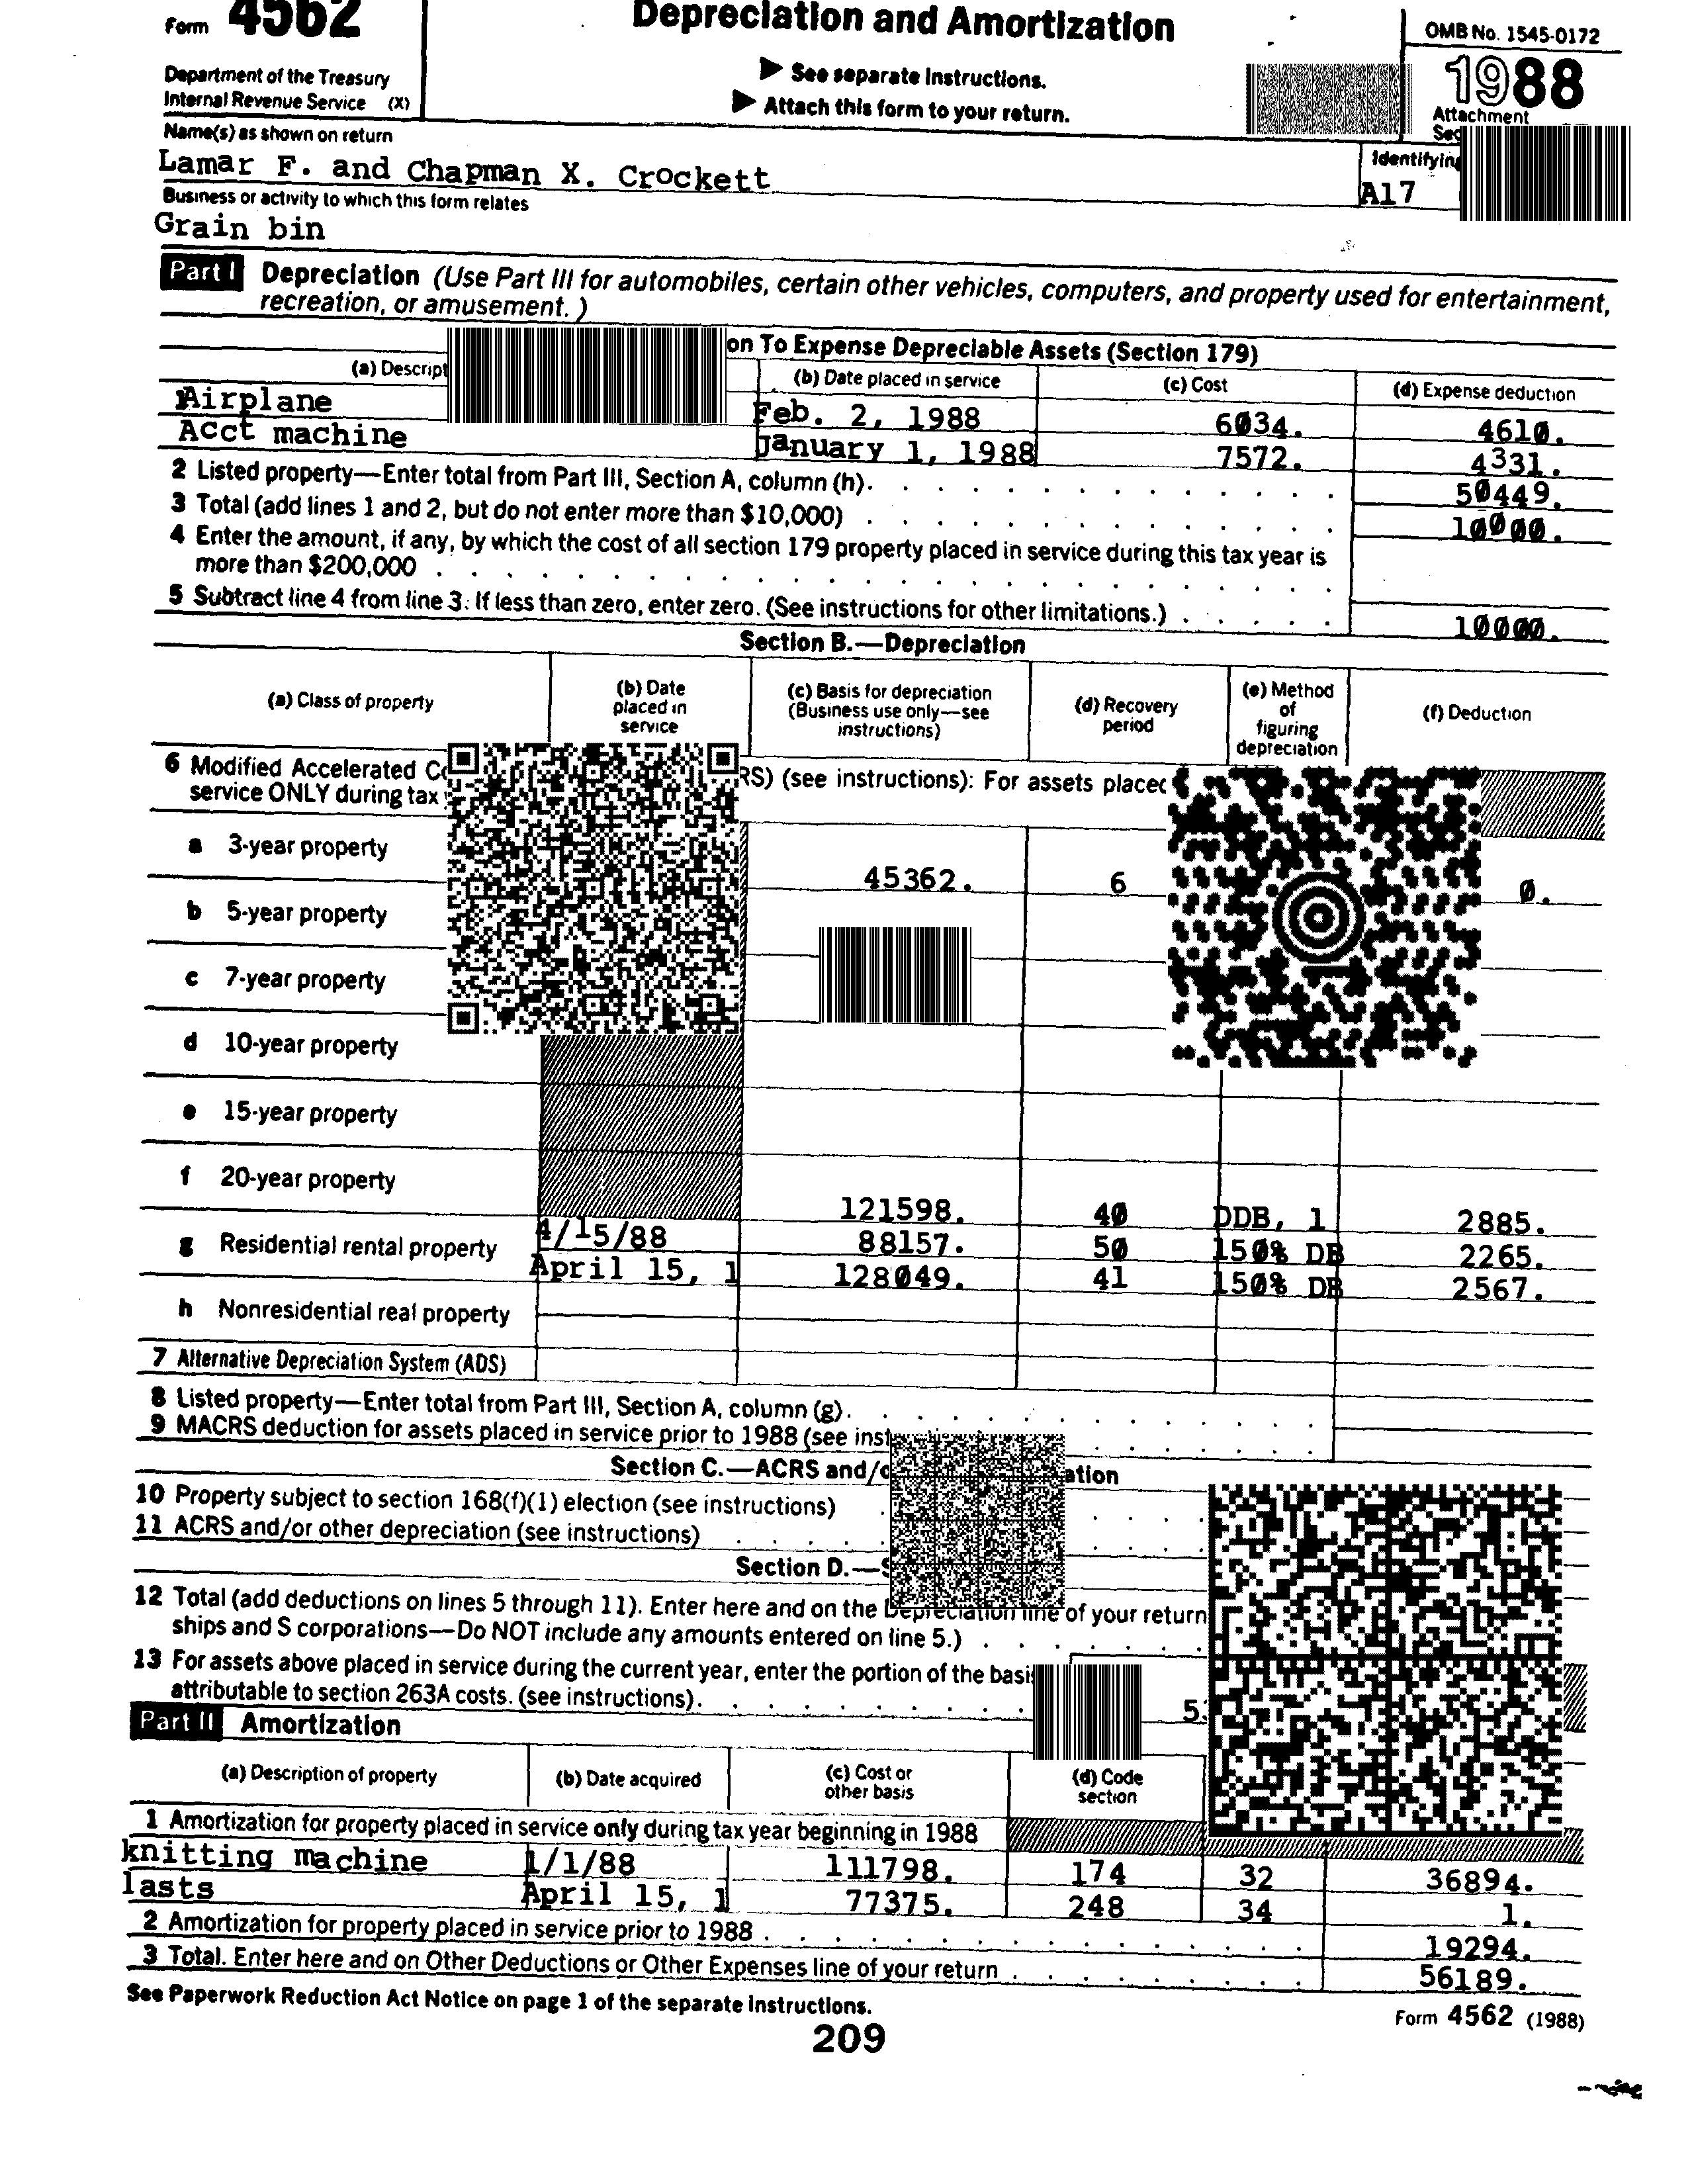 Form 4562
Depreciation and Amortization
OMB No. 1545-0172
Department of the Treasury
Internal Revenue Service (X)
▶ See separate Instructions.
▶ Attach this form to your return.
1988
Attachment
Name(s) as shown on return
Identifying
Lamar F. and Chapman X. Crockett
A17
Business or activity to which this form relates
Grain bin
Part I Depreciation (Use Part III for automobiles, certain other vehicles, computers, and property used for entertainment,
recreation, or amusement.)
on To Expense Depreciable Assets (Section 179)
(a) (b) Date placed in service (c) Cost (d) Expense deduction
1 Airplane Feb. 2, 1988 6034. 4610.
Acct machine January 1, 1988 7572. 4331.
2 Listed property—Enter total from Part III, Section A, column (h). 50449.
3 Total (add lines 1 and 2, but do not enter more than $10,000) 10000.
4 Enter the amount, if any, by which the cost of all section 179 property placed in service during this tax year is
more than $200,000
5 Subtract line 4 from line 3. If less than zero, enter zero. (See instructions for other limitations.) 10000.
Section B.—Depreciation
(a) Class of property
(b) Date
placed in
service
(c) Basis for depreciation
(Business use only—see
instructions)
(d) Recovery
period
(e) Method
of
figuring
depreciation
(f) Deduction
6 Modified Accelerated RS) (see instructions): For assets placed
service ONLY during tax
a 3-year property 45362. 6 0.
b 5-year property
c 7-year property
d 10-year property
e 15-year property
f 20-year property 121598. 40 DDB, 1 2885.
g Residential rental property 4/15/88 88157. 50 150% DB 2265.
April 15, 1 128049. 41 150% DB 2567.
h Nonresidential real property
7 Alternative Depreciation System (ADS)
8 Listed property—Enter total from Part III, Section A, column (g).
9 MACRS deduction for assets placed in service prior to 1988 (see
Section C.—ACRS and/
10 Property subject to section 168(f)(1) election (see instructions)
11 ACRS and/or other depreciation (see instructions)
Section D.—
12 Total (add deductions on lines 5 through 11). Enter here and on the Depreciation line of your return
ships and S corporations—Do NOT include any amounts entered on line 5.)
13 For assets above placed in service during the current year, enter the portion of the
attributable to section 263A costs. (see instructions).
Part II Amortization
(a) Description of property
(b) Date acquired
(c) Cost or
other basis
(d) Code
section
1 Amortization for property placed in service only during tax year beginning in 1988
knitting machine 1/1/88 111798. 174 32 36894.
lasts April 15, 1 77375. 248 34 1.
2 Amortization for property placed in service prior to 1988 19294.
3 Total. Enter here and on Other Deductions or Other Expenses line of your return 56189.
See Paperwork Reduction Act Notice on page 1 of the separate Instructions.
Form 4562 (1988)
209